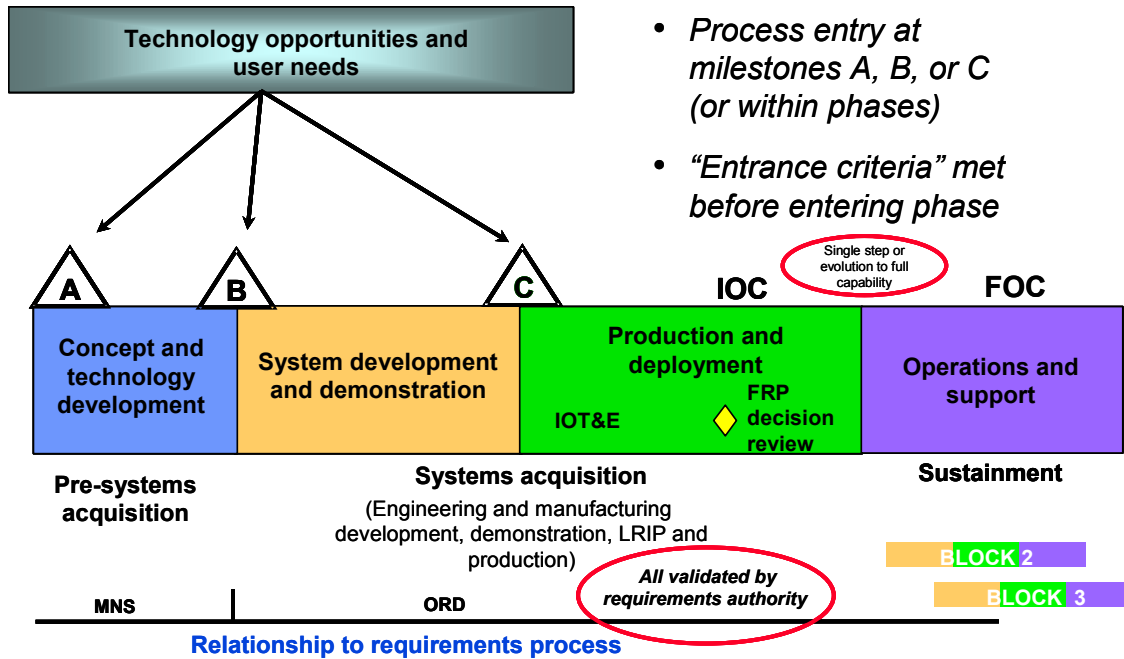 Technology opportunities and
user needs
• Process entry at
milestones A, B, or C
(or within phases)
• “Entrance criteria” met
before entering phase
Single step or
evolution to full
capability
A
B
C
IOC
FOC
Concept and
technology
development
System development
and demonstration
Production and
deployment
IOT&E
FRP
decision
review
Operations and
support
Pre-systems
acquisition
Systems acquisition
(Engineering and manufacturing
development, demonstration, LRIP and
production)
Sustainment
BLOCK 2
BLOCK 3
All validated by
requirements authority
MNS
ORD
Relationship to requirements process